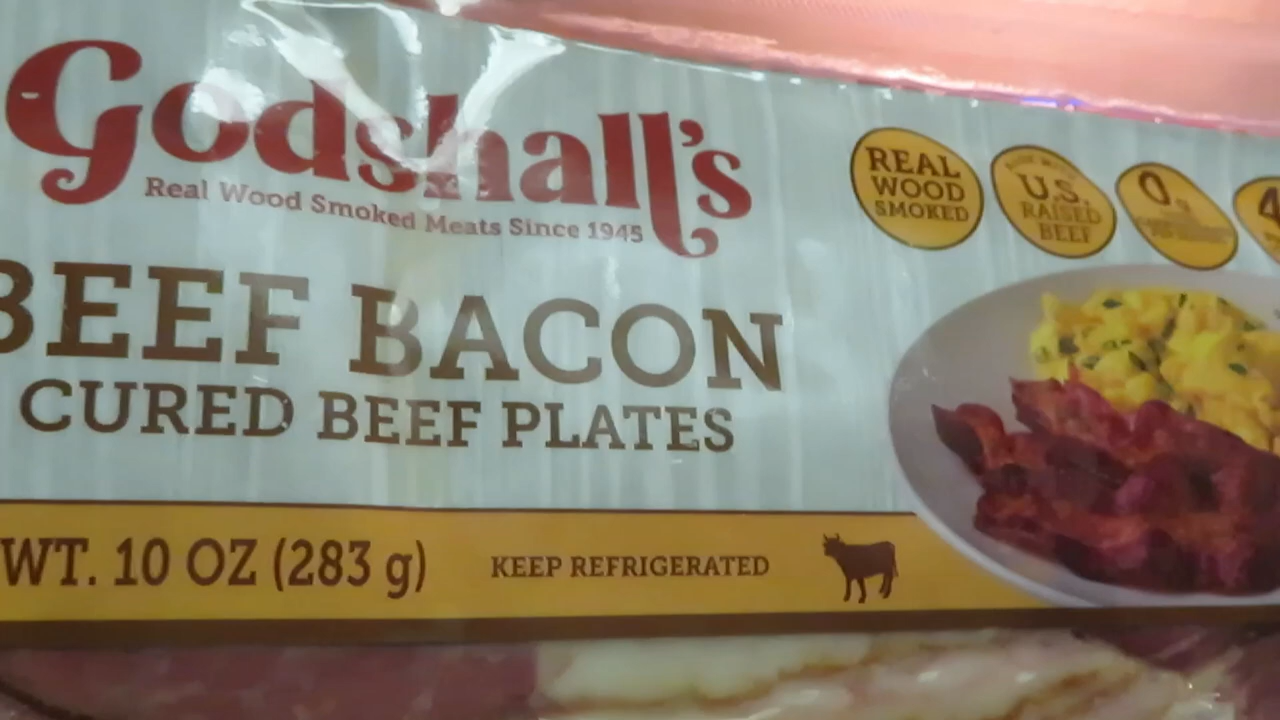 Godshall's
Real Wood Smoked Meats Since 1945
BEEF BACON
CURED BEEF PLATES
WT. 10 OZ (283 g)
KEEP REFRIGERATED
REAL
WOOD
SMOKED
U.S.
RAISED
BEEF
0g
4